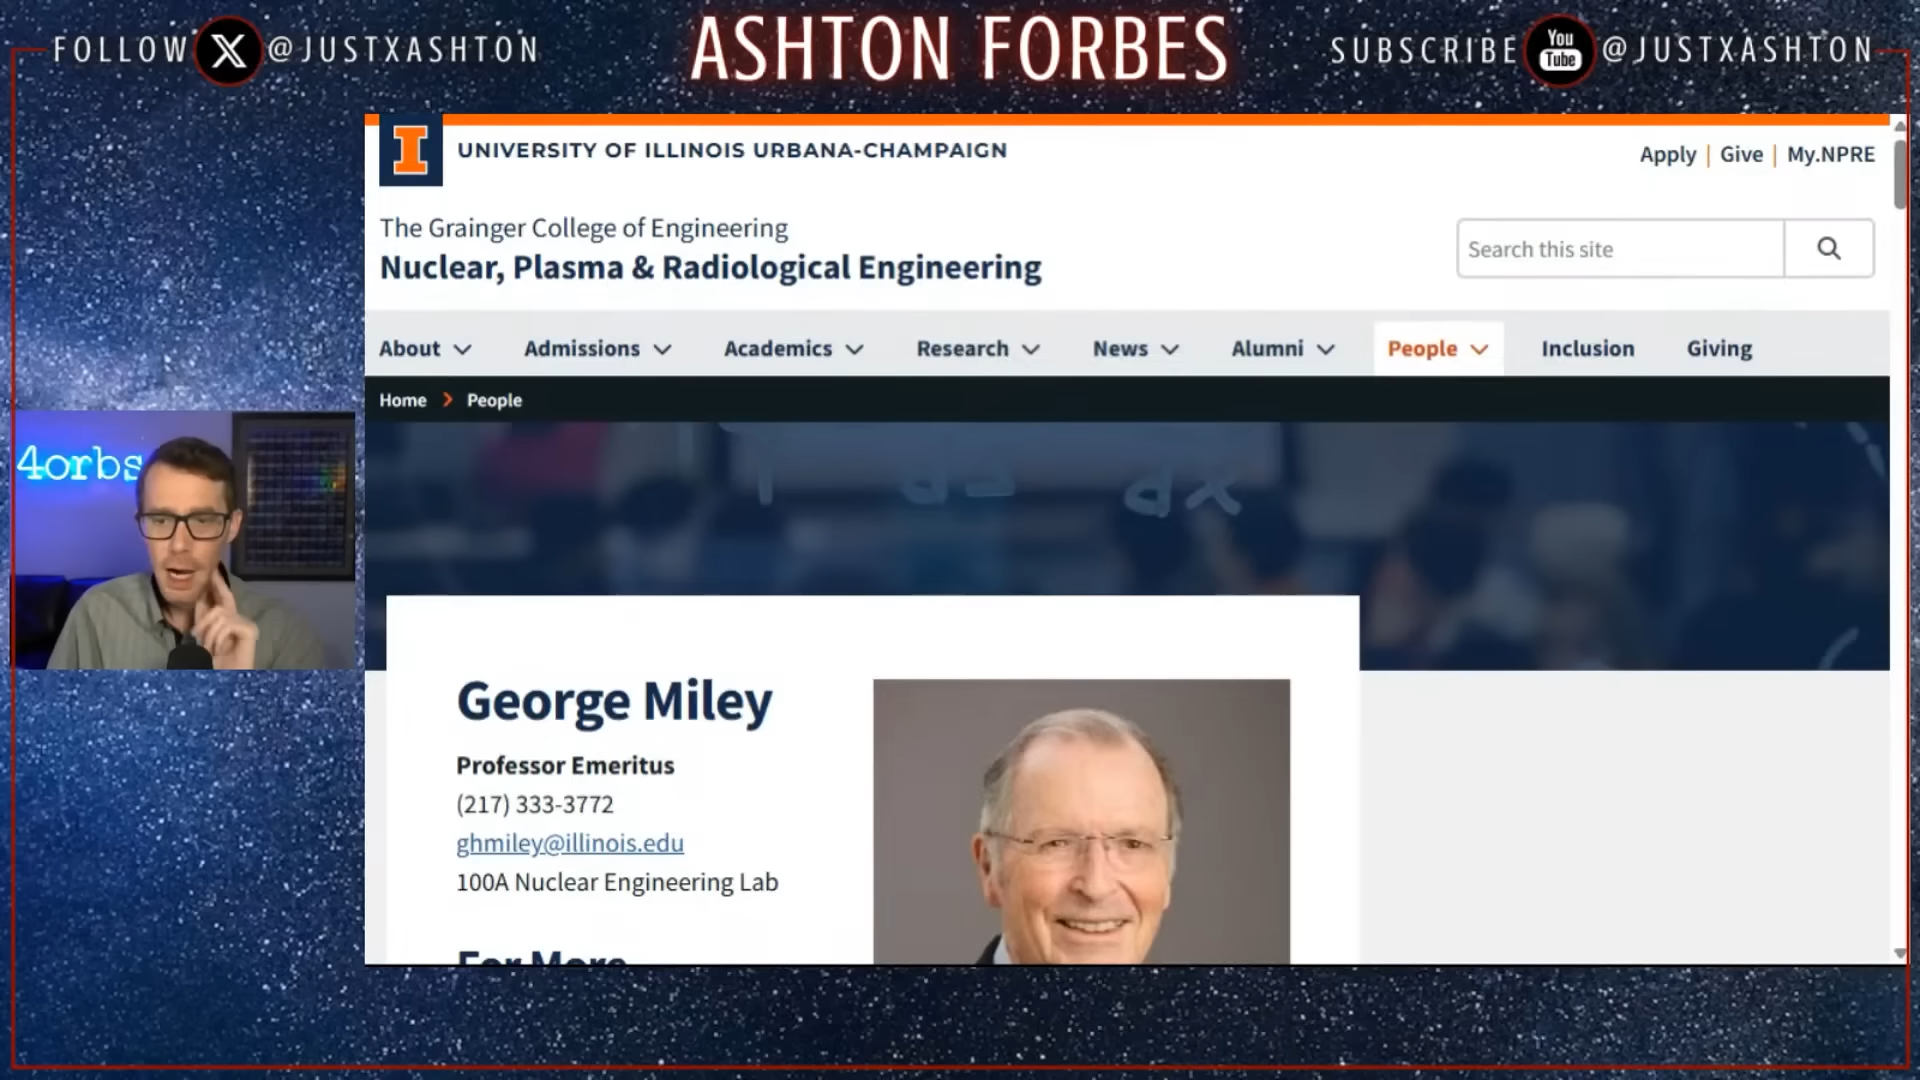 FOLLOW X @JUSTXASHTON
ASHTON FORBES
SUBSCRIBE You Tube @JUSTXASHTON
I
UNIVERSITY OF ILLINOIS URBANA-CHAMPAIGN
Apply | Give | My.NPRE
The Grainger College of Engineering
Nuclear, Plasma & Radiological Engineering
Search this site
About Admissions Academics Research News Alumni People Inclusion Giving
Home > People
4orbs
George Miley
Professor Emeritus
(217) 333-3772
ghmiley@illinois.edu
100A Nuclear Engineering Lab
For More